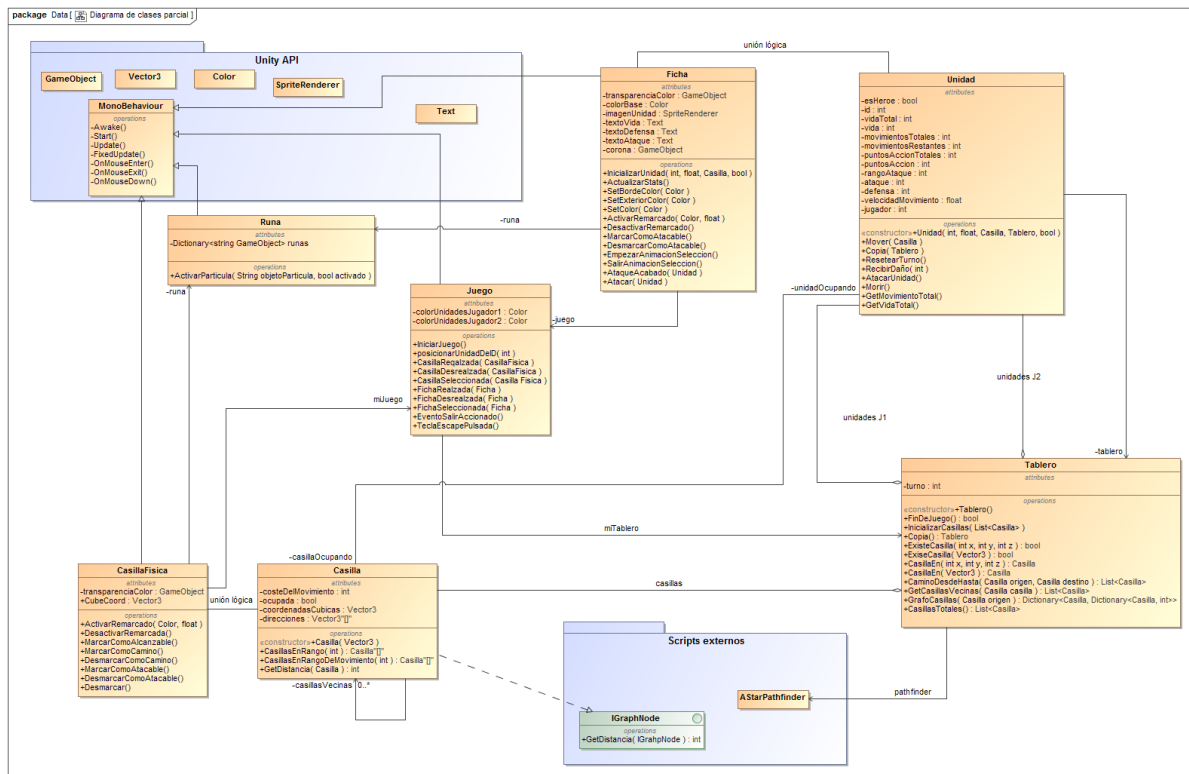 package Data [ Diagrama de clases parcial ]
Unity API
GameObject
Vector3
Color
SpriteRenderer
MonoBehaviour
operations
-Awake()
-Start()
-Update()
-FixedUpdate()
-OnMouseEnter()
-OnMouseExit()
-OnMouseDown()
Text
unión lógica
Ficha
attributes
-transparenciaColor : GameObject
-colorBase : Color
-imagenUnidad : SpriteRenderer
-textoVida : Text
-textoDefensa : Text
-textoAtaque : Text
-corona : GameObject
operations
+InicializarUnidad( int, float, Casilla, bool )
+ActualizarStats()
+SetBordeColor( Color )
+SetExteriorColor( Color )
+SetColor( Color )
+ActivarRemarcado( Color, float )
+DesactivarRemarcado()
+MarcarComoAtacable()
+DesmarcarComoAtacable()
+EmpezarAnimacionSeleccion()
+SalirAnimacionSeleccion()
+AtaqueAcabado( Unidad )
+Atacar( Unidad )
Unidad
attributes
-esHeroe : bool
-id : int
-vidaTotal : int
-vida : int
-movimientosTotales : int
-movimientosRestantes : int
-puntosAccionTotales : int
-puntosAccion : int
-rangoAtaque : int
-ataque : int
-defensa : int
-velocidadMovimiento : float
-jugador : int
operations
«constructor»+Unidad( int, float, Casilla, Tablero, bool )
+Mover( Casilla )
+Copia( Tablero )
+ResetearTurno()
+RecibirDaño( int )
+AtacarUnidad()
+Morir()
+GetMovimientoTotal()
+GetVidaTotal()
Runa
attributes
-Dictionary<string GameObject> runas
operations
+ActivarParticula( String objetoParticula, bool activado )
-runa
-runa
-unidadOcupando
Juego
attributes
-colorUnidadesJugador1 : Color
-colorUnidadesJugador2 : Color
operations
+IniciarJuego()
+posicionarUnidadDeID( int )
+CasillaReqalzada( CasillaFisica )
+CasillaDesrealzada( CasillaFisica )
+CasillaSeleccionada( Casilla Fisica )
+FichaRealzada( Ficha )
+FichaDesrealzada( Ficha )
+FichaSeleccionada( Ficha )
+EventoSalirAccionado()
+TeclaEscapePulsada()
-juego
miJuego
unidades J2
unidades J1
-tablero
miTablero
Tablero
attributes
-turno : int
operations
«constructor»+Tablero()
+FinDeJuego() : bool
+InicializarCasillas( List<Casilla> )
+Copia() : Tablero
+ExisteCasilla( int x, int y, int z ) : bool
+ExiseCasilla( Vector3 ) : bool
+CasillaEn( int x, int y, int z ) : Casilla
+CasillaEn( Vector3 ) : Casilla
+CaminoDesdeHasta( Casilla origen, Casilla destino ) : List<Casilla>
+GetCasillasVecinas( Casilla casilla ) : List<Casilla>
+GrafoCasillas( Casilla origen ) : Dictionary<Casilla, Dictionary<Casilla, int>>
+CasillasTotales() : List<Casilla>
-casillaOcupando
casillas
CasillaFisica
attributes
-transparenciaColor : GameObject
+CubeCoord : Vector3
operations
+ActivarRemarcado( Color, float )
+DesactivarRemarcada()
+MarcarComoAlcanzable()
+MarcarComoCamino()
+DesmarcarComoCamino()
+MarcarComoAtacable()
+DesmarcarComoAtacable()
+Desmarcar()
unión lógica
Casilla
attributes
-costeDelMovimiento : int
-ocupada : bool
-coordenadasCubicas : Vector3
-direcciones : Vector3"[]"
operations
«constructor»+Casilla( Vector3 )
+CasillasEnRango( int ) : Casilla"[]"
+CasillasEnRangoDeMovimiento( int ) : Casilla"[]"
+GetDistancia( Casilla ) : int
-casillasVecinas 0..*
Scripts externos
AStarPathfinder
pathfinder
IGraphNode
operations
+GetDistancia( IGrahpNode ) : int